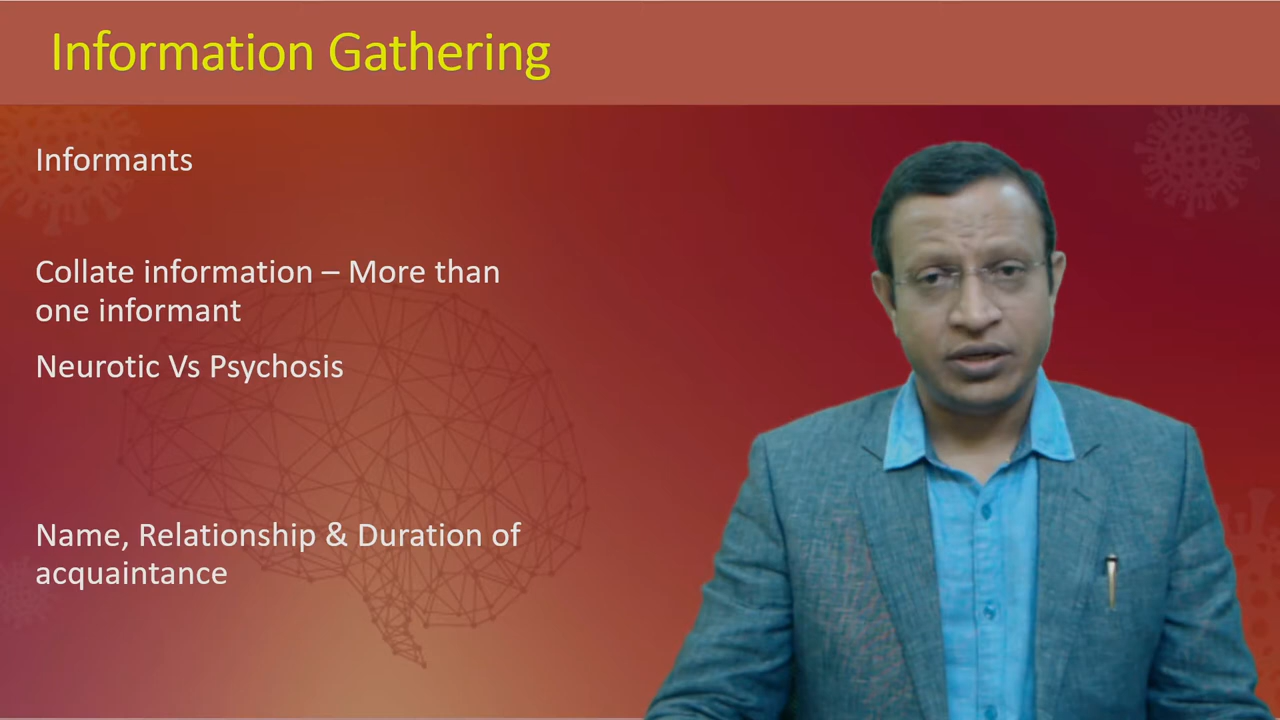 Information Gathering
Informants
Collate information – More than
one informant
Neurotic Vs Psychosis
Name, Relationship & Duration of
acquaintance